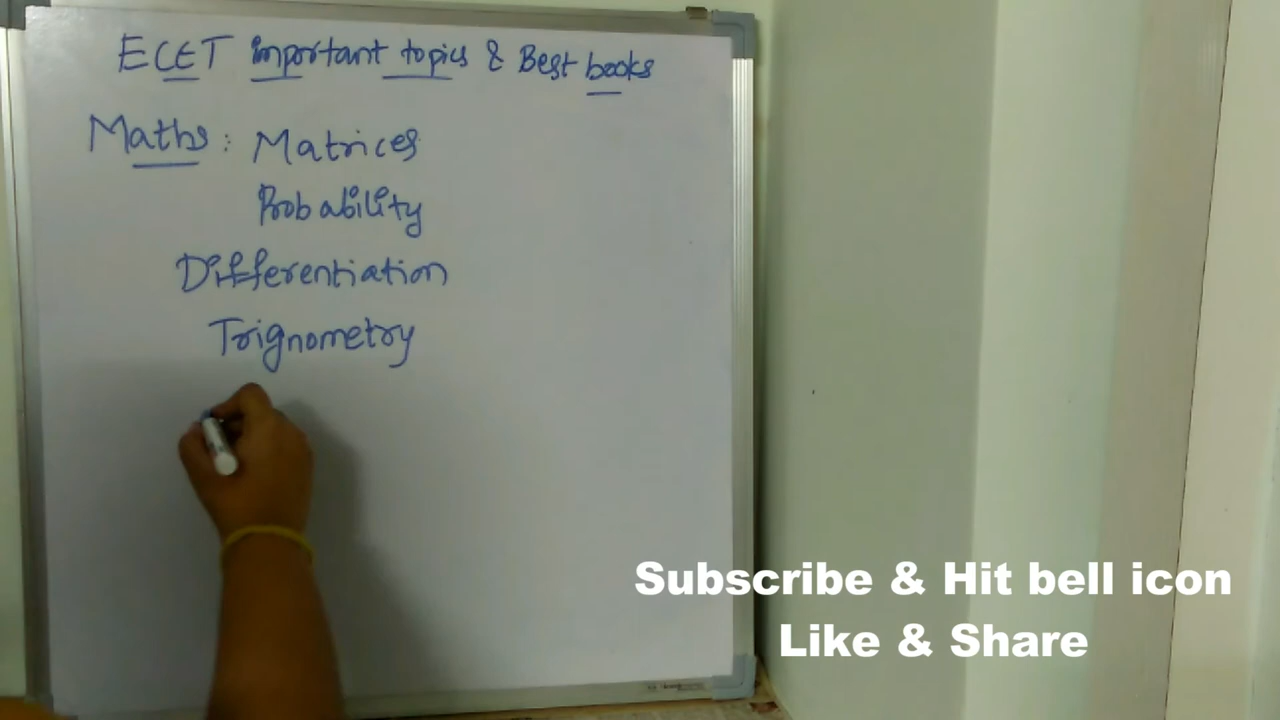 ECET important topics & Best books
Maths : Matrices
Probability
Differentiation
Trignometry
Subscribe & Hit bell icon
Like & Share